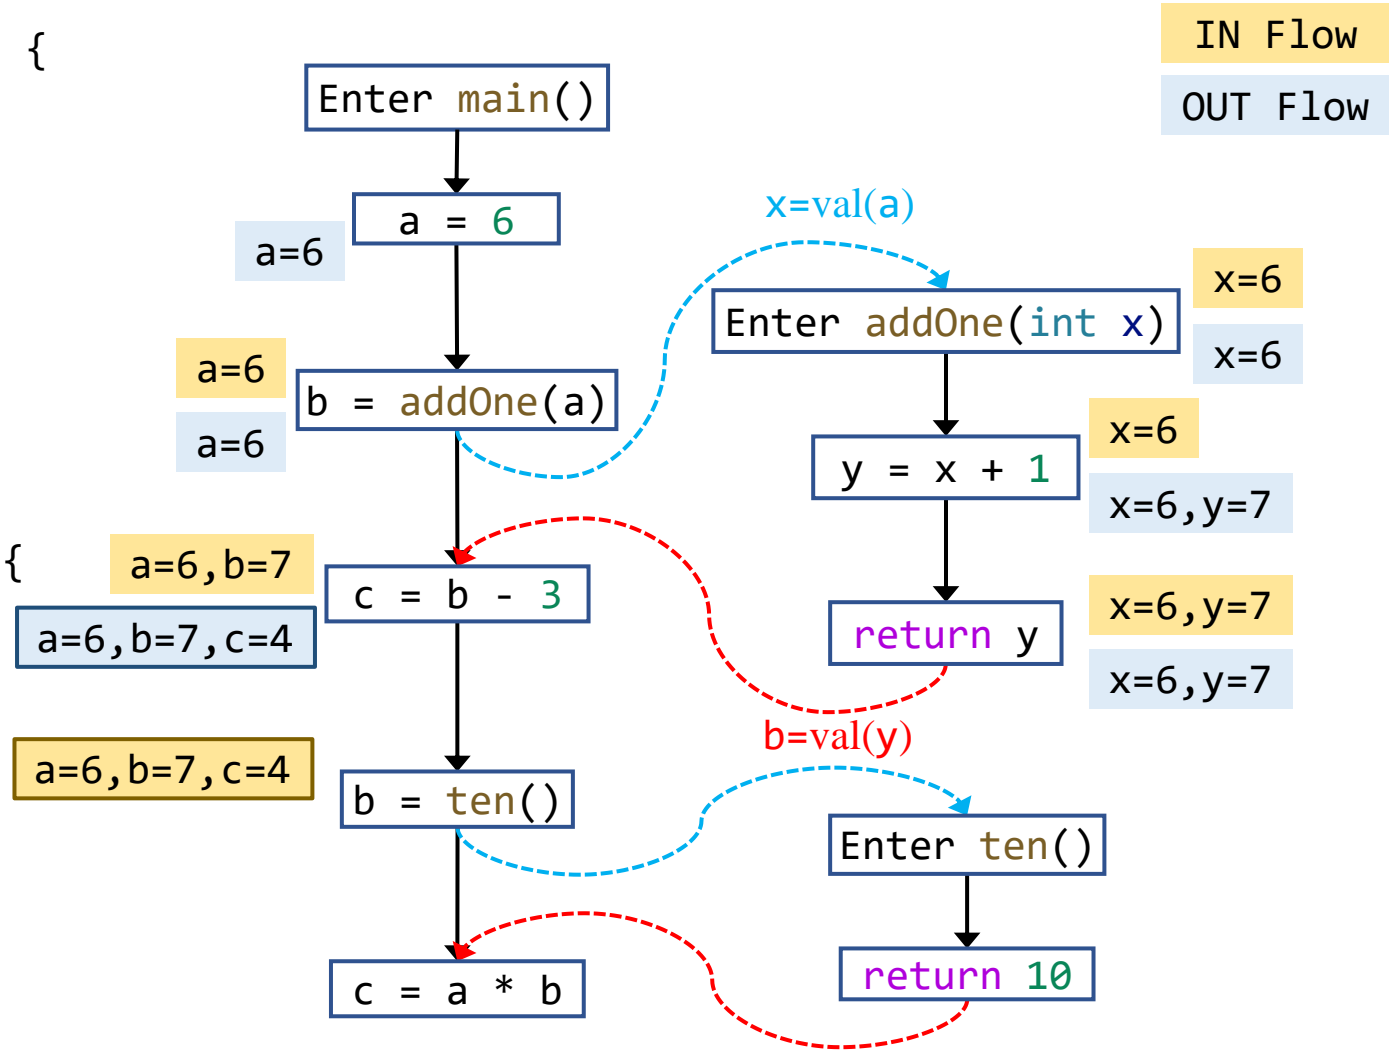 IN Flow
OUT Flow
{
Enter main()
a = 6
a=6
x=val(a)
Enter addOne(int x)
x=6
x=6
a=6
b = addOne(a)
a=6
x=6
y = x + 1
x=6,y=7
{
a=6,b=7
c = b - 3
a=6,b=7,c=4
x=6,y=7
return y
x=6,y=7
b=val(y)
a=6,b=7,c=4
b = ten()
Enter ten()
return 10
c = a * b